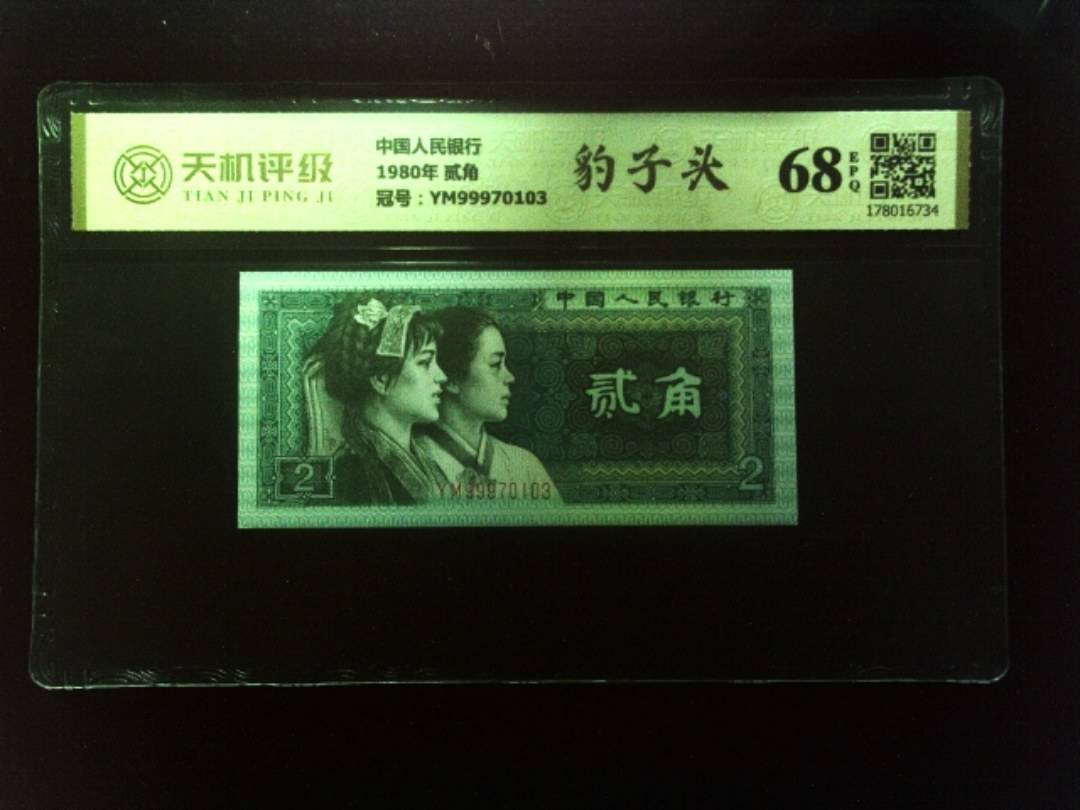 天机评级
TIAN JI PING JI
中国人民银行
1980年 贰角
冠号：YM99970103
豹子头
68
EPQ
178016734
中国人民银行
贰角
2
2
YM99970103